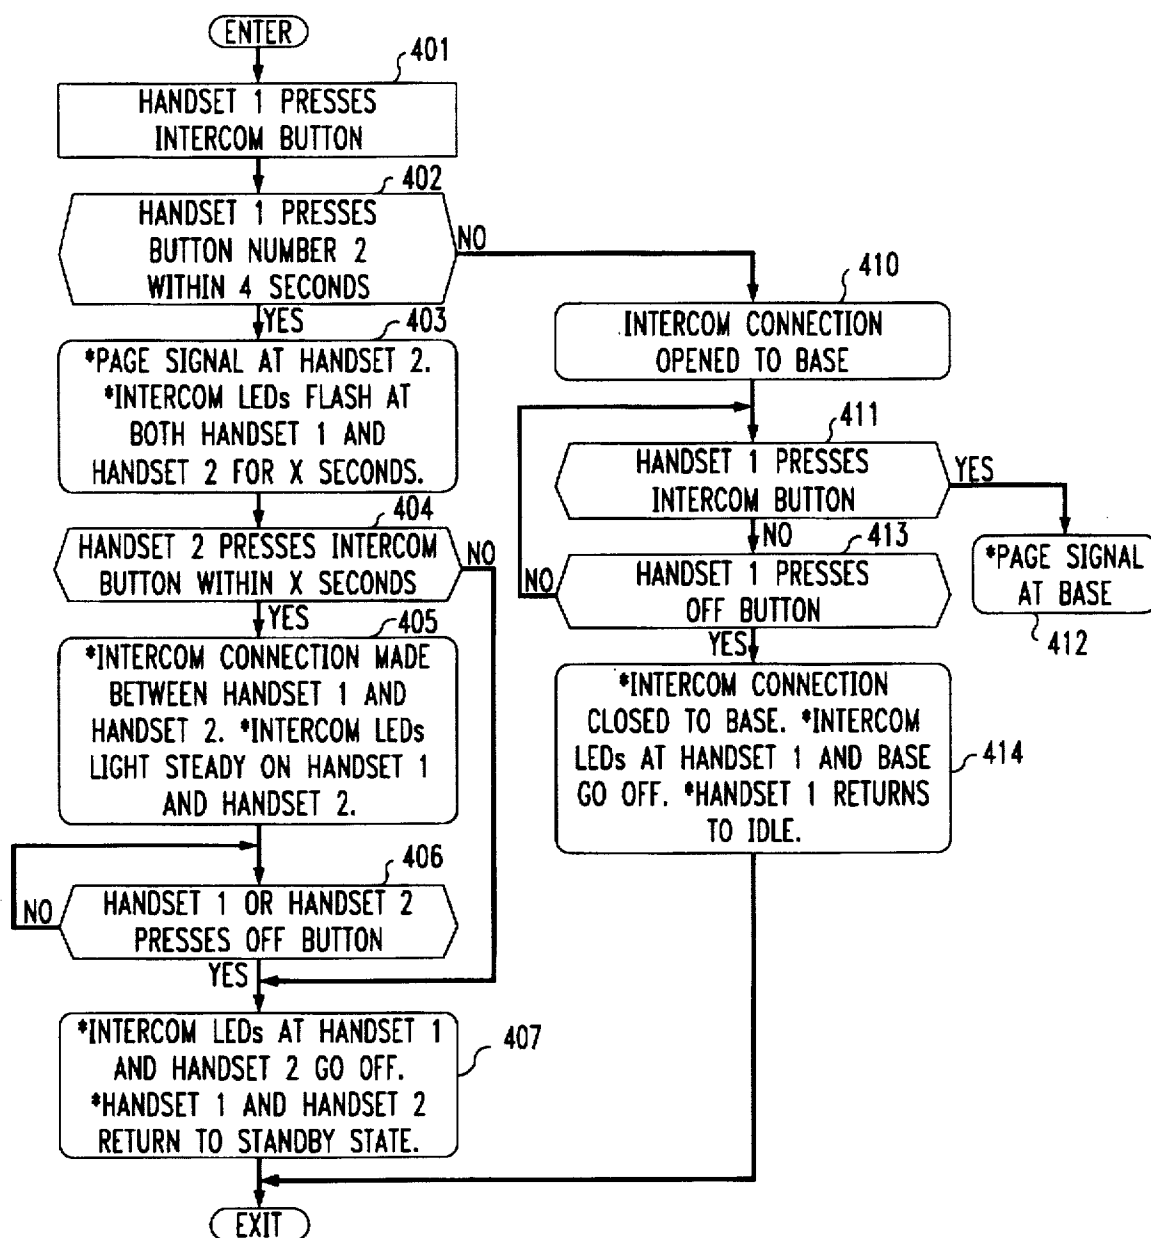 ENTER
401
HANDSET 1 PRESSES
INTERCOM BUTTON
402
HANDSET 1 PRESSES
BUTTON NUMBER 2
WITHIN 4 SECONDS
NO
YES
403
*PAGE SIGNAL AT HANDSET 2.
*INTERCOM LEDs FLASH AT
BOTH HANDSET 1 AND
HANDSET 2 FOR X SECONDS.
404
HANDSET 2 PRESSES INTERCOM
BUTTON WITHIN X SECONDS
NO
YES
405
*INTERCOM CONNECTION MADE
BETWEEN HANDSET 1 AND
HANDSET 2. *INTERCOM LEDs
LIGHT STEADY ON HANDSET 1
AND HANDSET 2.
406
HANDSET 1 OR HANDSET 2
PRESSES OFF BUTTON
NO
YES
407
*INTERCOM LEDs AT HANDSET 1
AND HANDSET 2 GO OFF.
*HANDSET 1 AND HANDSET 2
RETURN TO STANDBY STATE.
EXIT
410
INTERCOM CONNECTION
OPENED TO BASE
411
HANDSET 1 PRESSES
INTERCOM BUTTON
YES
NO
*PAGE SIGNAL
AT BASE
412
413
HANDSET 1 PRESSES
OFF BUTTON
NO
YES
*INTERCOM CONNECTION
CLOSED TO BASE. *INTERCOM
LEDs AT HANDSET 1 AND BASE
GO OFF. *HANDSET 1 RETURNS
TO IDLE.
414